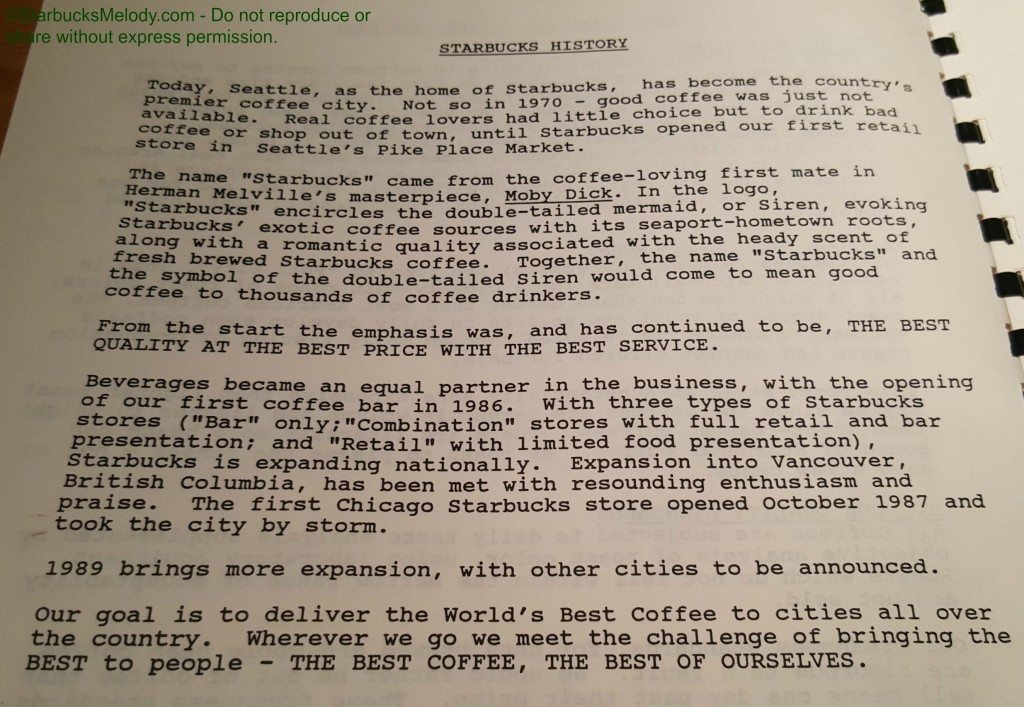 StarbucksMelody.com - Do not reproduce or
share without express permission.
STARBUCKS HISTORY
Today, Seattle, as the home of Starbucks, has become the country's
premier coffee city. Not so in 1970 - good coffee was just not
available. Real coffee lovers had little choice but to drink bad
coffee or shop out of town, until Starbucks opened our first retail
store in Seattle's Pike Place Market.
The name "Starbucks" came from the coffee-loving first mate in
Herman Melville's masterpiece, Moby Dick. In the logo,
"Starbucks" encircles the double-tailed mermaid, or Siren, evoking
Starbucks' exotic coffee sources with its seaport-hometown roots,
along with a romantic quality associated with the heady scent of
fresh brewed Starbucks coffee. Together, the name "Starbucks" and
the symbol of the double-tailed Siren would come to mean good
coffee to thousands of coffee drinkers.
From the start the emphasis was, and has continued to be, THE BEST
QUALITY AT THE BEST PRICE WITH THE BEST SERVICE.
Beverages became an equal partner in the business, with the opening
of our first coffee bar in 1986. With three types of Starbucks
stores ("Bar" only;"Combination" stores with full retail and bar
presentation; and "Retail" with limited food presentation),
Starbucks is expanding nationally. Expansion into Vancouver,
British Columbia, has been met with resounding enthusiasm and
praise. The first Chicago Starbucks store opened October 1987 and
took the city by storm.
1989 brings more expansion, with other cities to be announced.
Our goal is to deliver the World's Best Coffee to cities all over
the country. Wherever we go we meet the challenge of bringing the
BEST to people - THE BEST COFFEE, THE BEST OF OURSELVES.